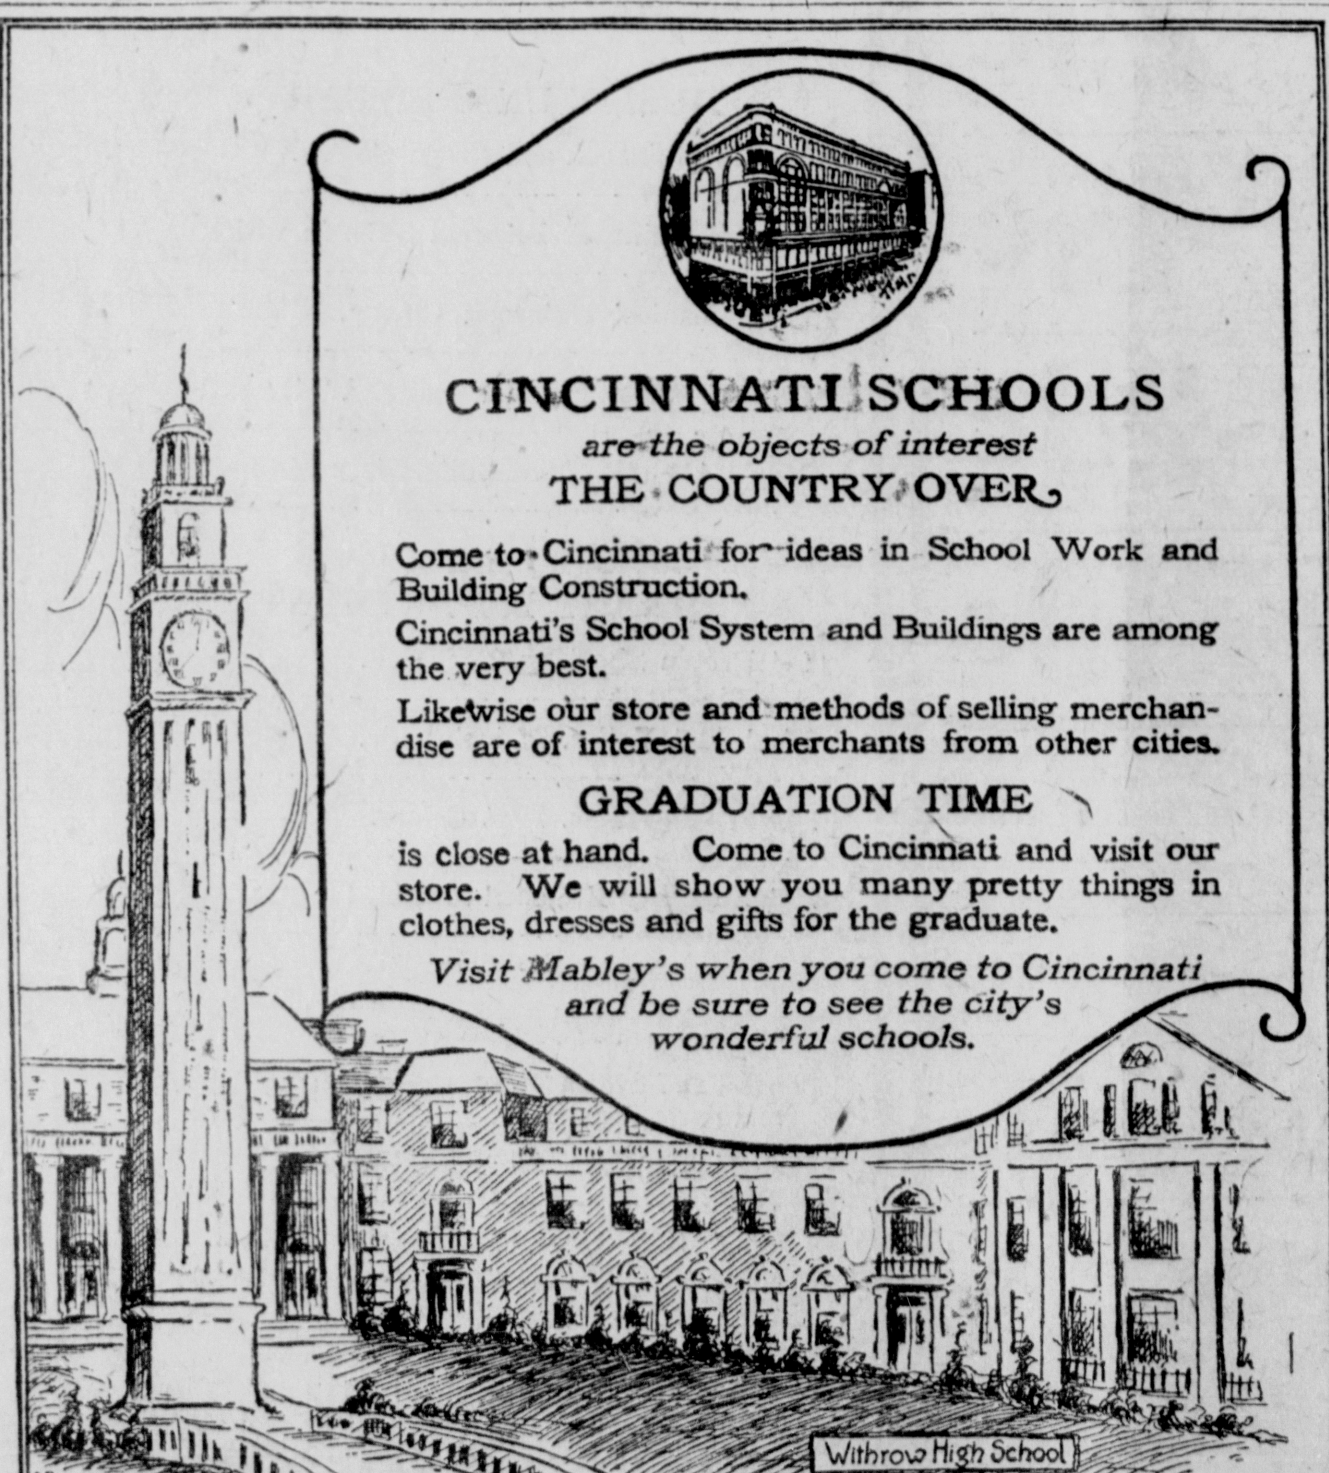 CINCINNATI SCHOOLS
are the objects of interest
THE COUNTRY OVER
Come to Cincinnati for ideas in School Work and
Building Construction.
Cincinnati's School System and Buildings are among
the very best.
Likewise our store and methods of selling merchan-
dise are of interest to merchants from other cities.
GRADUATION TIME
is close at hand. Come to Cincinnati and visit our
store. We will show you many pretty things in
clothes, dresses and gifts for the graduate.
Visit Mabley's when you come to Cincinnati
and be sure to see the city's
wonderful schools.
Withrow High School